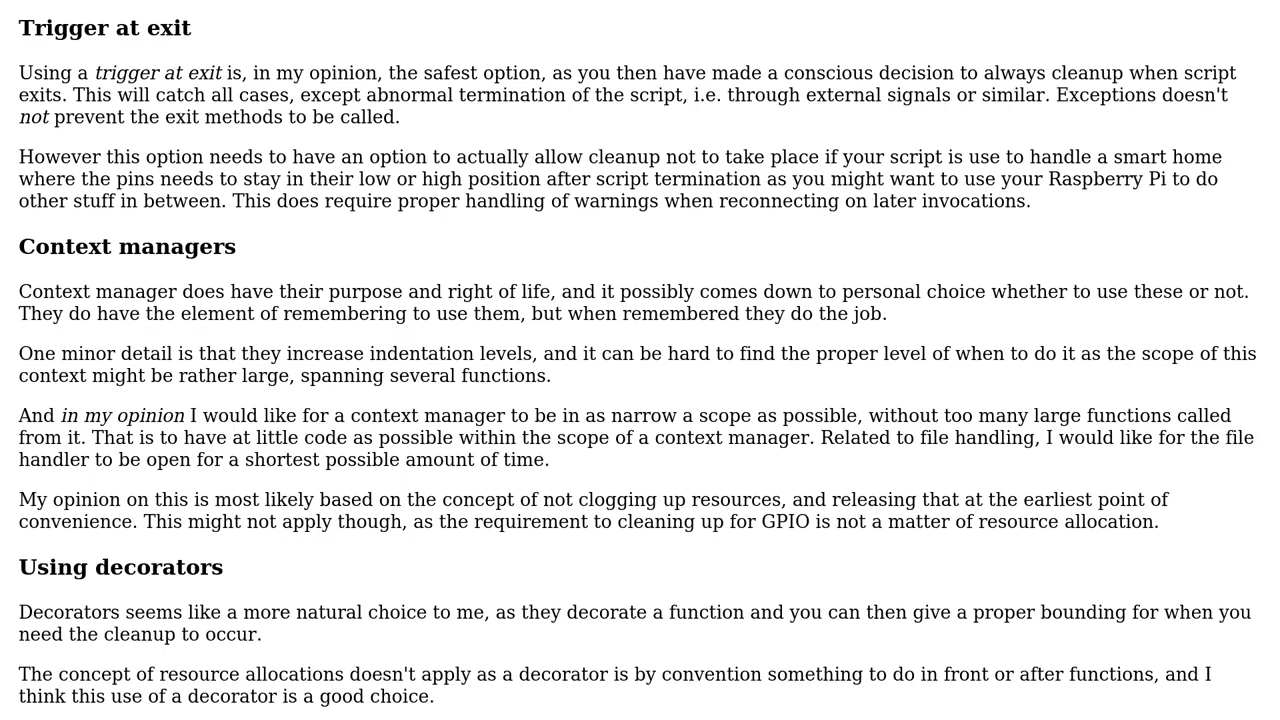 Trigger at exit
Using a trigger at exit is, in my opinion, the safest option, as you then have made a conscious decision to always cleanup when script
exits. This will catch all cases, except abnormal termination of the script, i.e. through external signals or similar. Exceptions doesn't
not prevent the exit methods to be called.
However this option needs to have an option to actually allow cleanup not to take place if your script is use to handle a smart home
where the pins needs to stay in their low or high position after script termination as you might want to use your Raspberry Pi to do
other stuff in between. This does require proper handling of warnings when reconnecting on later invocations.
Context managers
Context manager does have their purpose and right of life, and it possibly comes down to personal choice whether to use these or not.
They do have the element of remembering to use them, but when remembered they do the job.
One minor detail is that they increase indentation levels, and it can be hard to find the proper level of when to do it as the scope of this
context might be rather large, spanning several functions.
And in my opinion I would like for a context manager to be in as narrow a scope as possible, without too many large functions called
from it. That is to have at little code as possible within the scope of a context manager. Related to file handling, I would like for the file
handler to be open for a shortest possible amount of time.
My opinion on this is most likely based on the concept of not clogging up resources, and releasing that at the earliest point of
convenience. This might not apply though, as the requirement to cleaning up for GPIO is not a matter of resource allocation.
Using decorators
Decorators seems like a more natural choice to me, as they decorate a function and you can then give a proper bounding for when you
need the cleanup to occur.
The concept of resource allocations doesn't apply as a decorator is by convention something to do in front or after functions, and I
think this use of a decorator is a good choice.